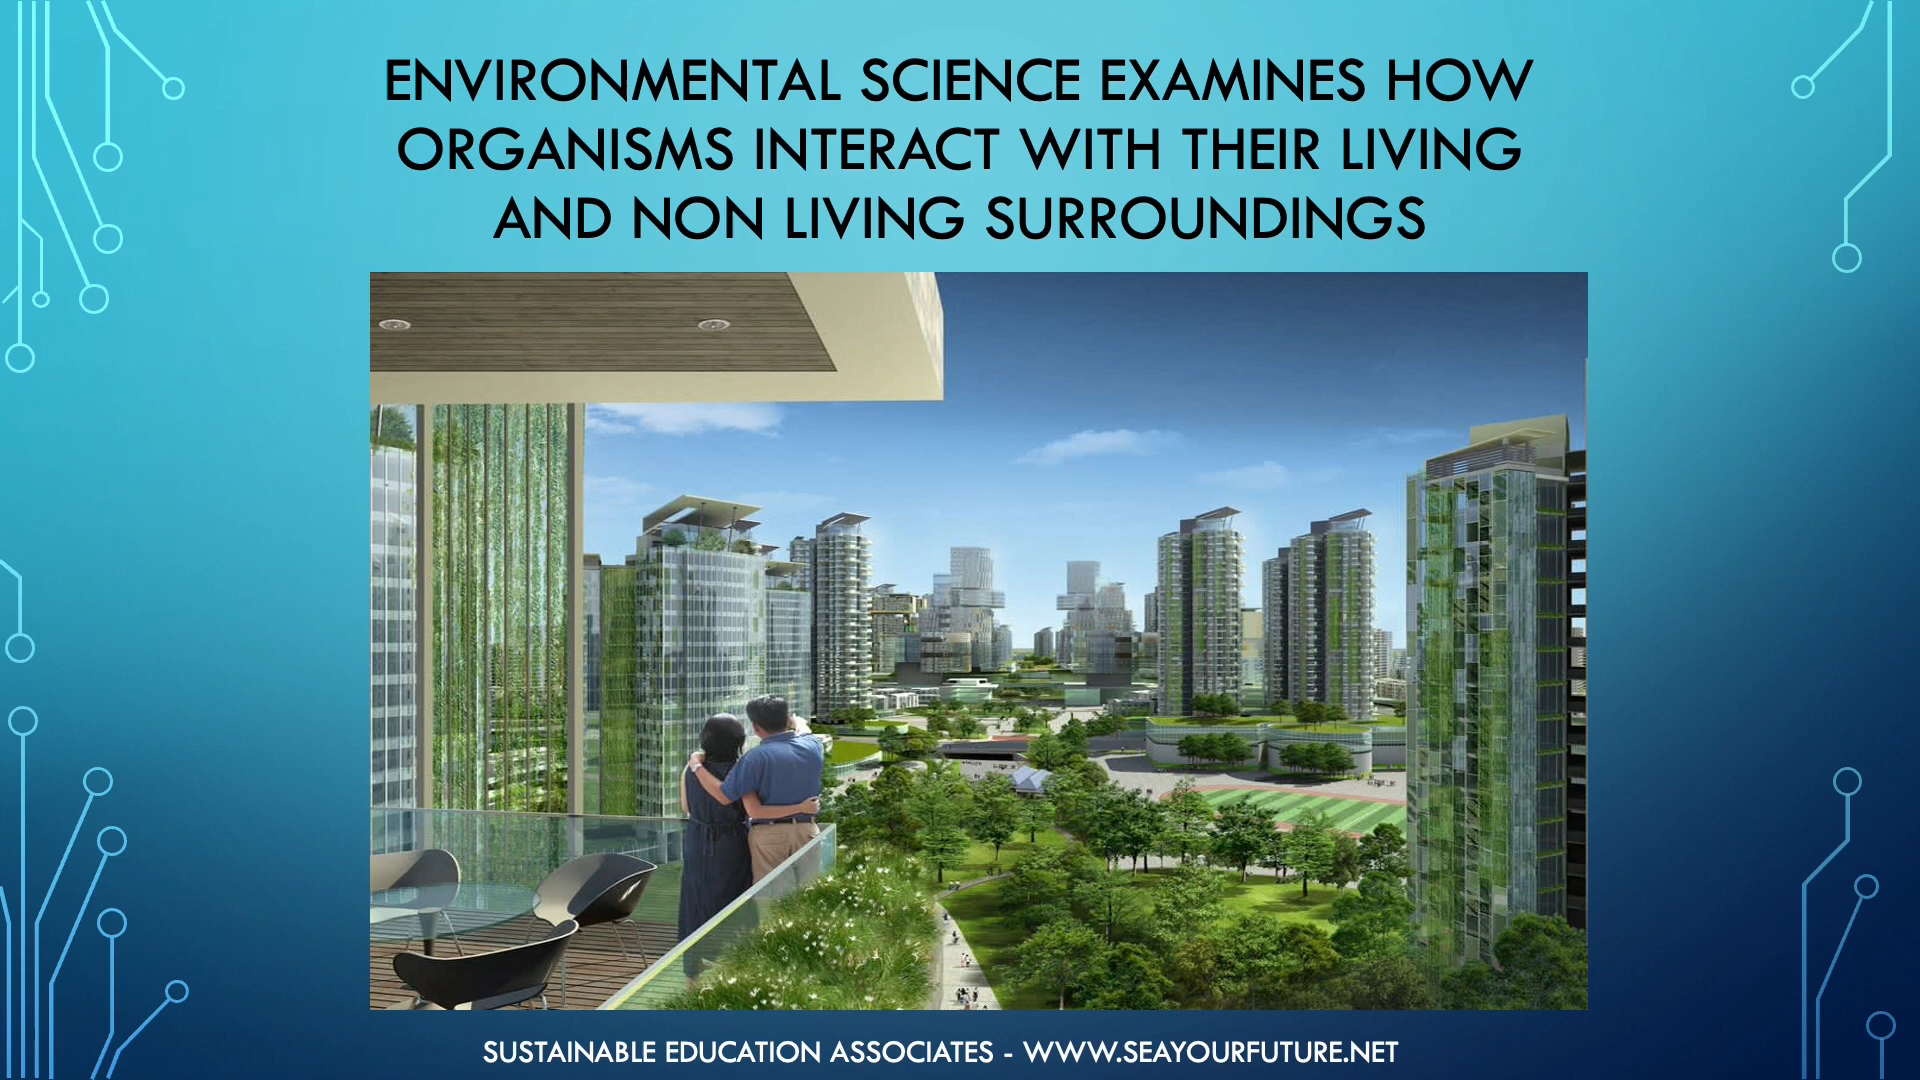 ENVIRONMENTAL SCIENCE EXAMINES HOW
ORGANISMS INTERACT WITH THEIR LIVING
AND NON LIVING SURROUNDINGS
SUSTAINABLE EDUCATION ASSOCIATES - WWW.SEAYOURFUTURE.NET